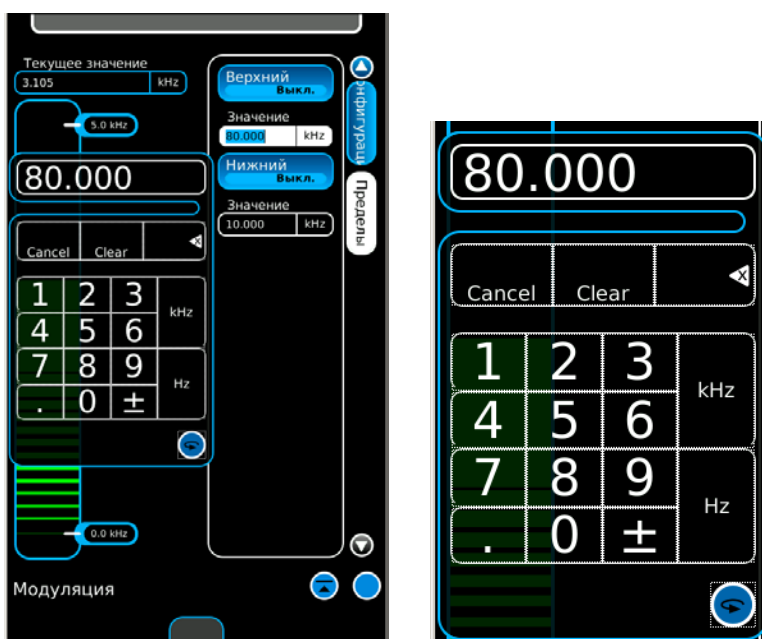 Текущее значение
3.105 kHz
5.0 kHz
80.000
Cancel Clear
1 2 3
kHz
4 5 6
7 8 9
Hz
. 0 ±
0.0 kHz
Модуляция
Верхний
Выкл.
Значение
80.000 kHz
Нижний
Выкл.
Значение
10.000 kHz
Пределы
80.000
Cancel Clear
1 2 3
kHz
4 5 6
7 8 9
Hz
. 0 ±